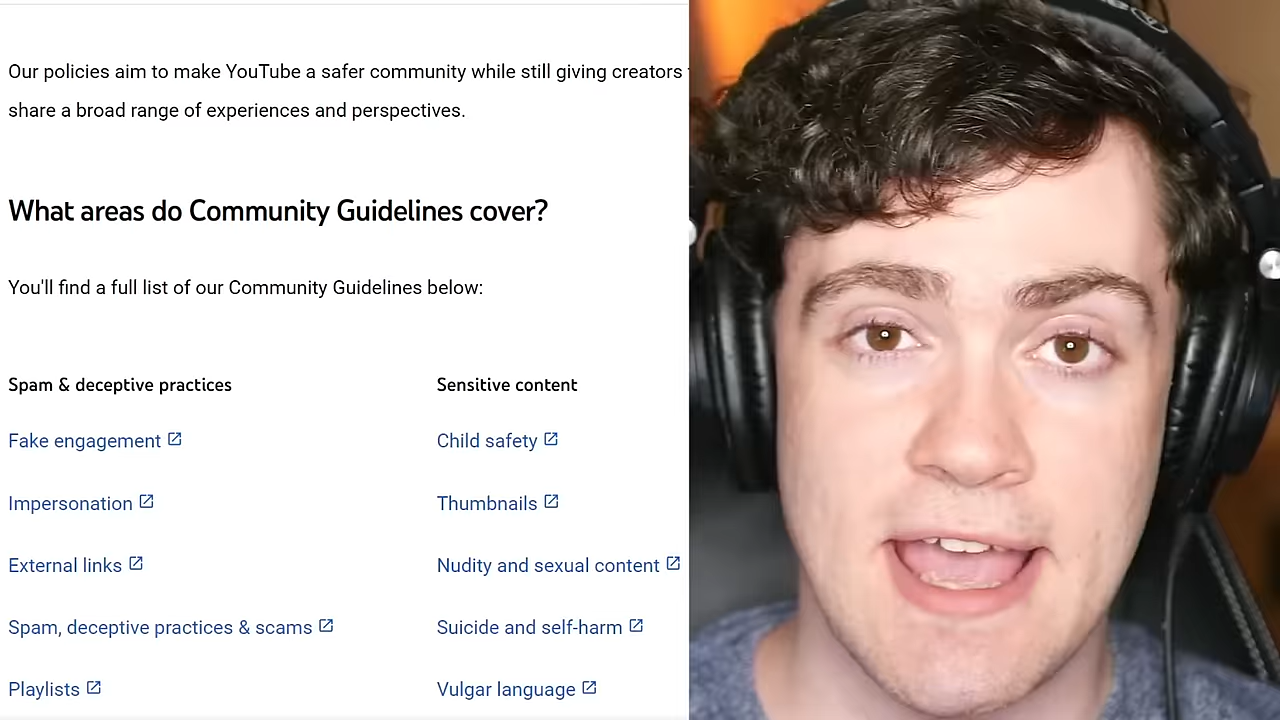 Our policies aim to make YouTube a safer community while still giving creators
share a broad range of experiences and perspectives.
What areas do Community Guidelines cover?
You'll find a full list of our Community Guidelines below:
Spam & deceptive practices
Sensitive content
Fake engagement
Child safety
Impersonation
Thumbnails
External links
Nudity and sexual content
Spam, deceptive practices & scams
Suicide and self-harm
Playlists
Vulgar language